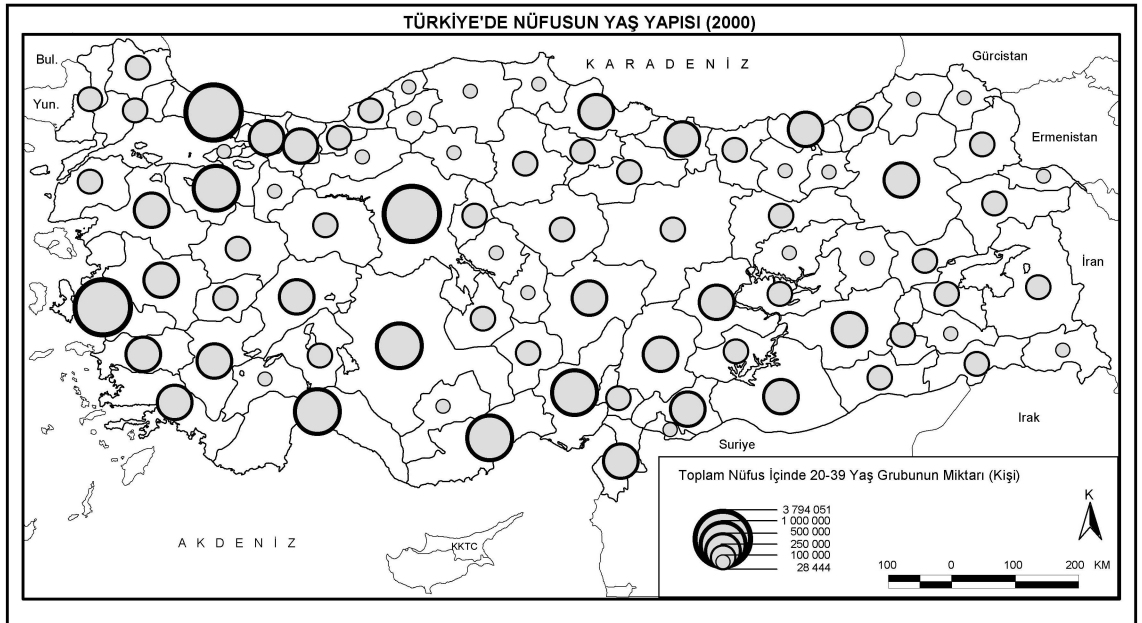 TÜRKİYE'DE NÜFUSUN YAŞ YAPISI (2000)
Bul.
K A R A D E N İ Z
Gürcistan
Yun.
Ermenistan
İran
Irak
Suriye
A K D E N İ Z
KKTC
Toplam Nüfus İçinde 20-39 Yaş Grubunun Miktarı (Kişi)
3 794 051
1 000 000
500 000
250 000
100 000
28 444
K
100 0 100 200 KM